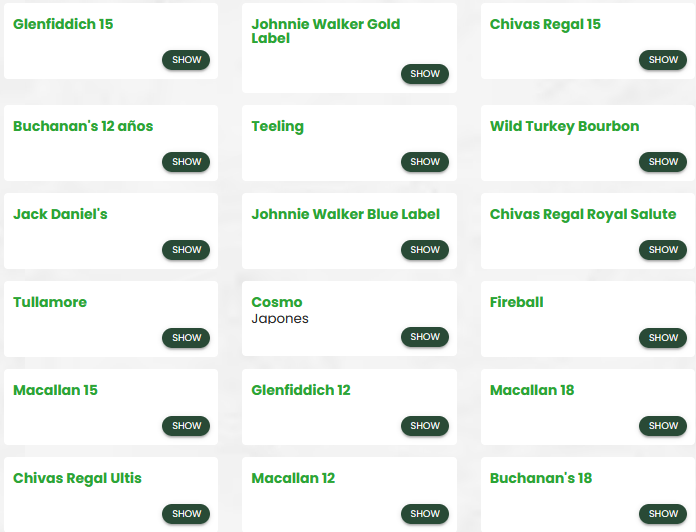 Glenfiddich 15
SHOW
Johnnie Walker Gold
Label
SHOW
Chivas Regal 15
SHOW
Buchanan's 12 años
SHOW
Teeling
SHOW
Wild Turkey Bourbon
SHOW
Jack Daniel's
SHOW
Johnnie Walker Blue Label
SHOW
Chivas Regal Royal Salute
SHOW
Tullamore
SHOW
Cosmo
Japones
SHOW
Fireball
SHOW
Macallan 15
SHOW
Glenfiddich 12
SHOW
Macallan 18
SHOW
Chivas Regal Ultis
SHOW
Macallan 12
SHOW
Buchanan's 18
SHOW